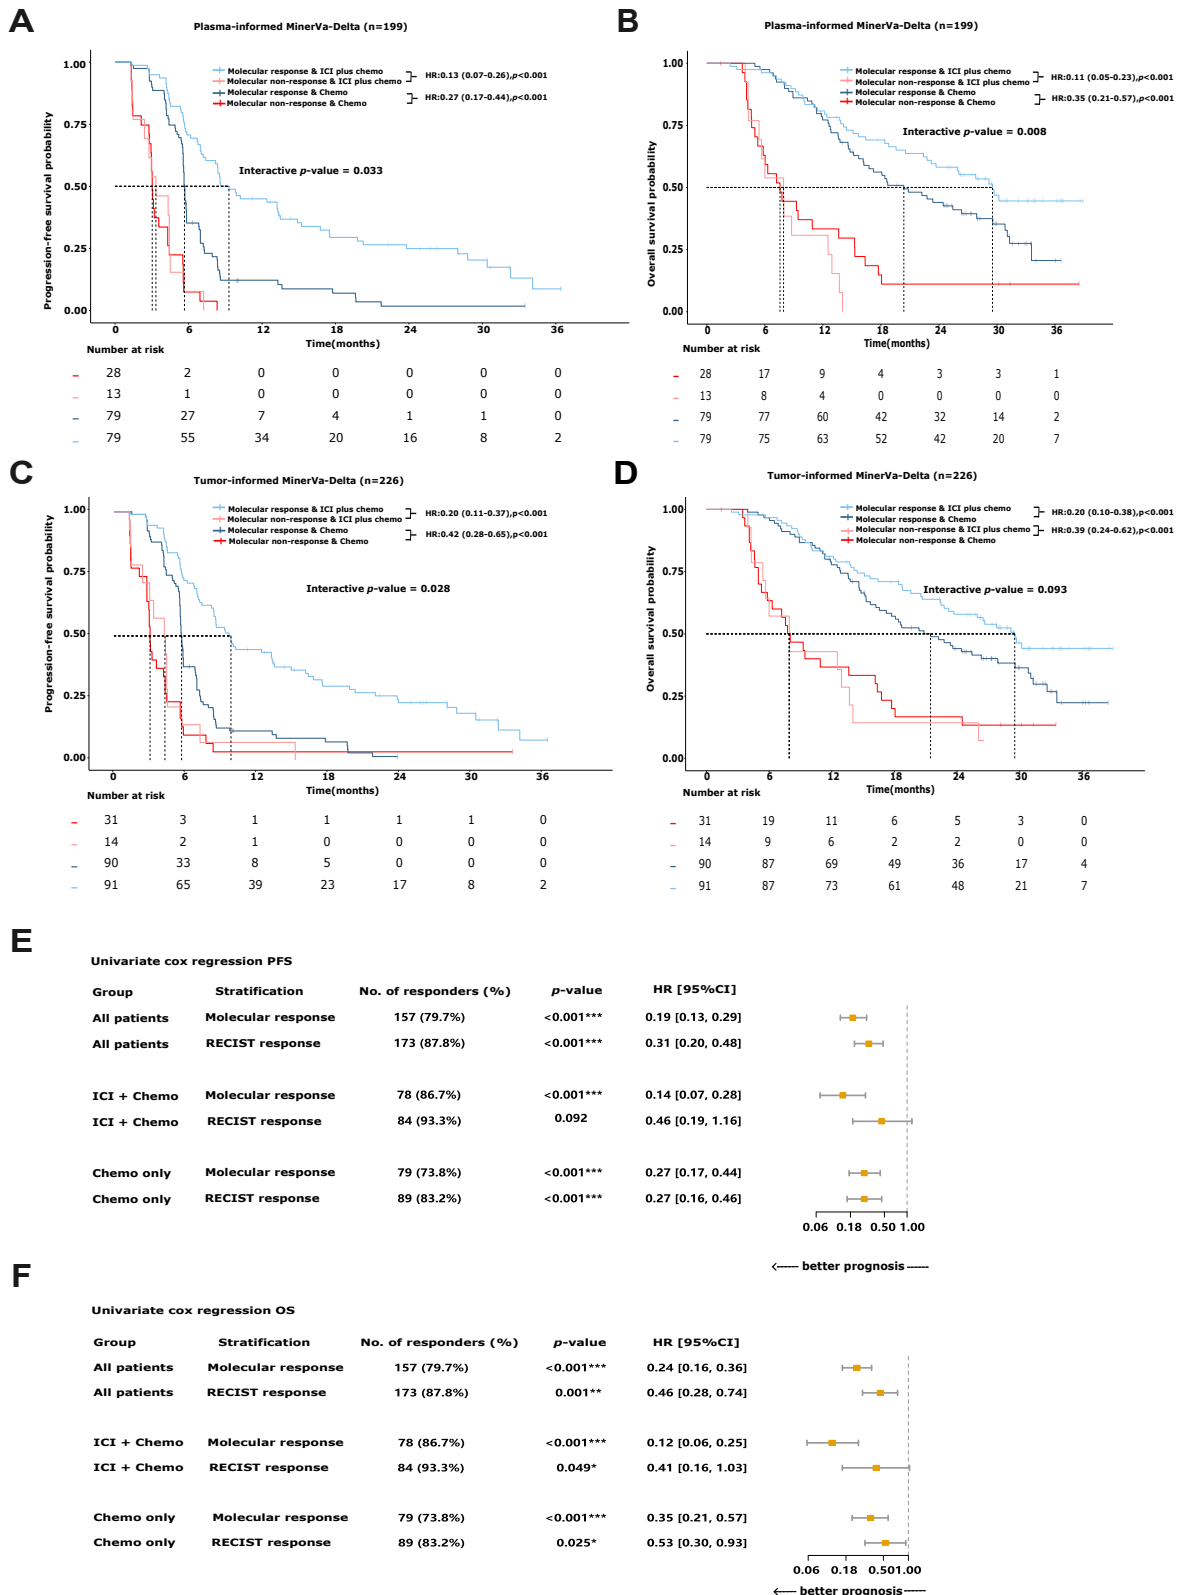 A
Plasma-informed MinerVa-Delta (n=199)
Progression-free survival probability
1.00
0.75
0.50
0.25
0.00
Molecular response & ICI plus chemo
Molecular non-response & ICI plus chemo
Molecular response & Chemo
Molecular non-response & Chemo
HR:0.13 (0.07-0.26),p<0.001
HR:0.27 (0.17-0.44),p<0.001
Interactive p-value = 0.033
0 6 12 18 24 30 36
Time(months)
Number at risk
28 2 0 0 0 0 0
13 1 0 0 0 0 0
79 27 7 4 1 1 0
79 55 34 20 16 8 2
B
Plasma-informed MinerVa-Delta (n=199)
Overall survival probability
1.00
0.75
0.50
0.25
0.00
Molecular response & ICI plus chemo
Molecular non-response & ICI plus chemo
Molecular response & Chemo
Molecular non-response & Chemo
HR:0.11 (0.05-0.23),p<0.001
HR:0.35 (0.21-0.57),p<0.001
Interactive p-value = 0.008
0 6 12 18 24 30 36
Time(months)
Number at risk
28 17 9 4 3 3 1
13 8 4 0 0 0 0
79 77 60 42 32 14 2
79 75 63 52 42 20 7
C
Tumor-informed MinerVa-Delta (n=226)
Progression-free survival probability
1.00
0.75
0.50
0.25
0.00
Molecular response & ICI plus chemo
Molecular non-response & ICI plus chemo
Molecular response & Chemo
Molecular non-response & Chemo
HR:0.20 (0.11-0.37),p<0.001
HR:0.42 (0.28-0.65),p<0.001
Interactive p-value = 0.028
0 6 12 18 24 30 36
Time(months)
Number at risk
31 3 1 1 1 1 0
14 2 1 0 0 0 0
90 33 8 5 0 0 0
91 65 39 23 17 8 2
D
Tumor-informed MinerVa-Delta (n=226)
Overall survival probability
1.00
0.75
0.50
0.25
0.00
Molecular response & ICI plus chemo
Molecular response & Chemo
Molecular non-response & ICI plus chemo
Molecular non-response & Chemo
HR:0.20 (0.10-0.38),p<0.001
HR:0.39 (0.24-0.62),p<0.001
Interactive p-value = 0.093
0 6 12 18 24 30 36
Time(months)
Number at risk
31 19 11 6 5 3 0
14 9 6 2 2 0 0
90 87 69 49 36 17 4
91 87 73 61 48 21 7
E
Univariate cox regression PFS
Group Stratification No. of responders (%) p-value HR [95%CI]
All patients Molecular response 157 (79.7%) <0.001*** 0.19 [0.13, 0.29]
All patients RECIST response 173 (87.8%) <0.001*** 0.31 [0.20, 0.48]
ICI + Chemo Molecular response 78 (86.7%) <0.001*** 0.14 [0.07, 0.28]
ICI + Chemo RECIST response 84 (93.3%) 0.092 0.46 [0.19, 1.16]
Chemo only Molecular response 79 (73.8%) <0.001*** 0.27 [0.17, 0.44]
Chemo only RECIST response 89 (83.2%) <0.001*** 0.27 [0.16, 0.46]
0.06 0.18 0.50 1.00
<------ better prognosis ------
F
Univariate cox regression OS
Group Stratification No. of responders (%) p-value HR [95%CI]
All patients Molecular response 157 (79.7%) <0.001*** 0.24 [0.16, 0.36]
All patients RECIST response 173 (87.8%) 0.001** 0.46 [0.28, 0.74]
ICI + Chemo Molecular response 78 (86.7%) <0.001*** 0.12 [0.06, 0.25]
ICI + Chemo RECIST response 84 (93.3%) 0.049* 0.41 [0.16, 1.03]
Chemo only Molecular response 79 (73.8%) <0.001*** 0.35 [0.21, 0.57]
Chemo only RECIST response 89 (83.2%) 0.025* 0.53 [0.30, 0.93]
0.06 0.18 0.50 1.00
<------ better prognosis ------